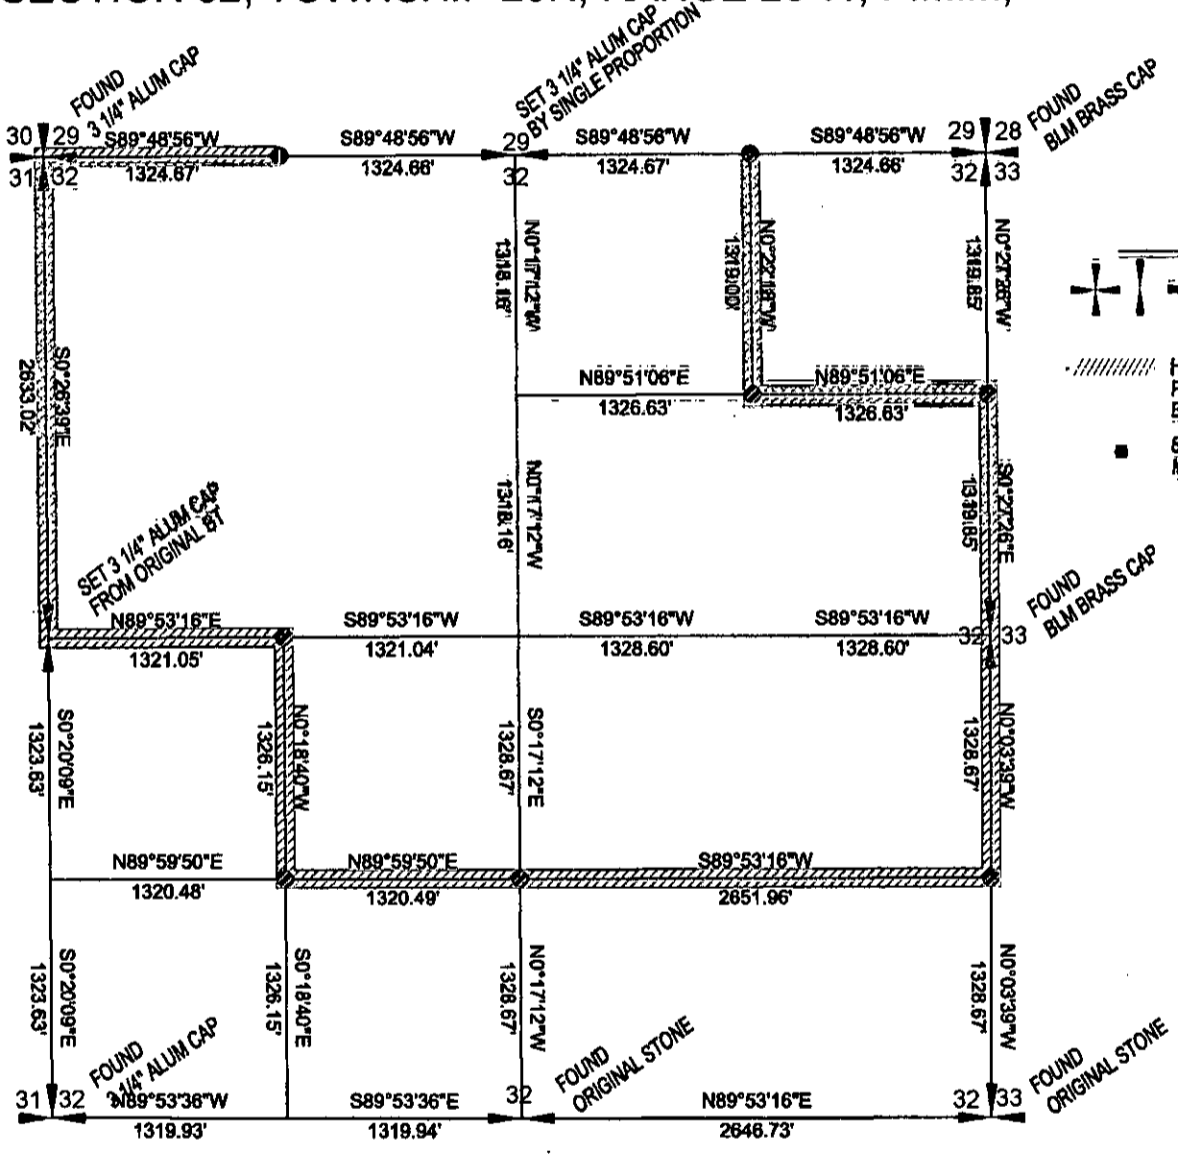 FOUND
3 1/4" ALUM CAP
SET 3 1/4" ALUM CAP
BY SINGLE PROPORTION
FOUND
BLM BRASS CAP
30 29
31 32
S89°48'56"W
1324.67'
S89°48'56"W
1324.66'
29
32
S89°48'56"W
1324.67'
S89°48'56"W
1324.66'
29 28
32 33
S0°26'39"E
2633.02'
N0°17'12"W
1318.16'
N0°22'18"W
1319.00'
N0°27'26"W
1319.85'
N89°51'06"E
1326.63'
N89°51'06"E
1326.63'
N0°17'12"W
1318.16'
S0°27'26"E
1319.85'
SET 3 1/4" ALUM CAP
FROM ORIGINAL BT
FOUND
BLM BRASS CAP
N89°53'16"E
1321.05'
S89°53'16"W
1321.04'
S89°53'16"W
1328.60'
S89°53'16"W
1328.60'
32 33
S0°20'09"E
1323.63'
N0°18'40"W
1326.15'
S0°17'12"E
1328.67'
N0°03'39"W
1328.67'
N89°59'50"E
1320.48'
N89°59'50"E
1320.49'
S89°53'16"W
2651.96'
S0°20'09"E
1323.63'
S0°18'40"E
1326.15'
N0°17'12"W
1328.67'
N0°03'39"W
1328.67'
FOUND
3 1/4" ALUM CAP
FOUND
ORIGINAL STONE
FOUND
ORIGINAL STONE
31 32
N89°53'36"W
1319.93'
S89°53'36"E
1319.94'
32
N89°53'16"E
2646.73'
32 33